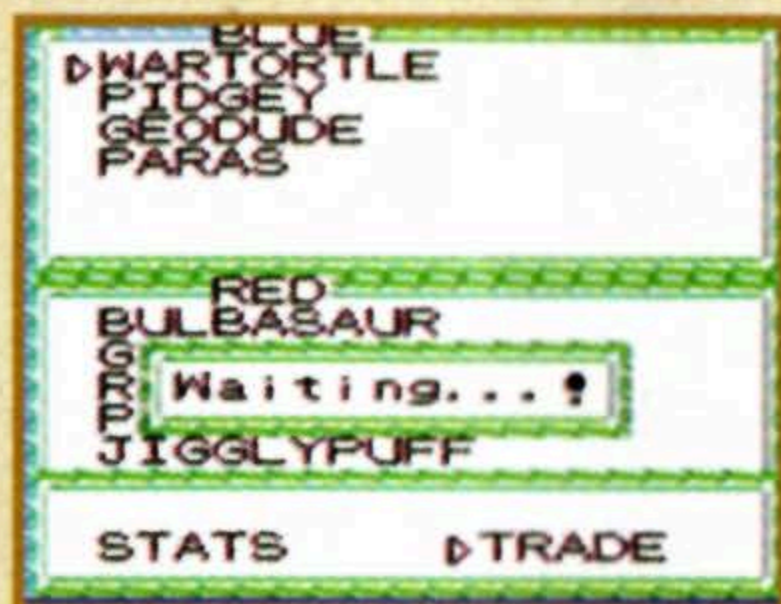 BLUE
▷WARTORTLE
PIDGEY
GEODUDE
PARAS
RED
BULBASAUR
G
R
P
Waiting...!
JIGGLYPUFF
STATS ▷TRADE